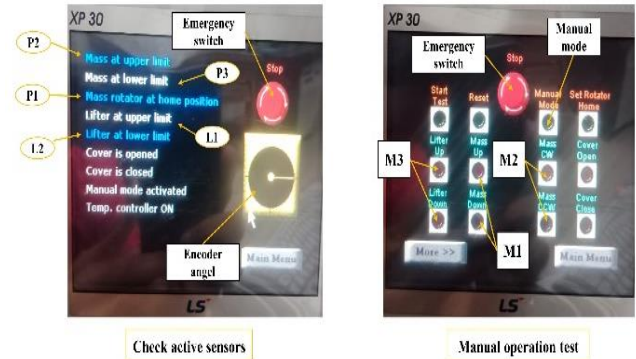 XP 30
P2
Emergency
switch
Mass at upper limit
Mass at lower limit
P3
Stop
P1
Mass rotator at home position
Lifter at upper limit
L1
L2
Lifter at lower limit
Cover is opened
Cover is closed
Manual mode activated
Temp. controller ON
Encoder
angel
Main Menu
LS
Check active sensors
XP 30
Manual
mode
Emergency
switch
Stop
Start
Test
Reset
Manual
Mode
Set Rotator
Home
Lifter
Up
Mass
Up
Mass
CW
Cover
Open
M3
M2
Lifter
Down
Mass
Down
Mass
CCW
Cover
Close
M1
More >>
Main Menu
LS
Manual operation test